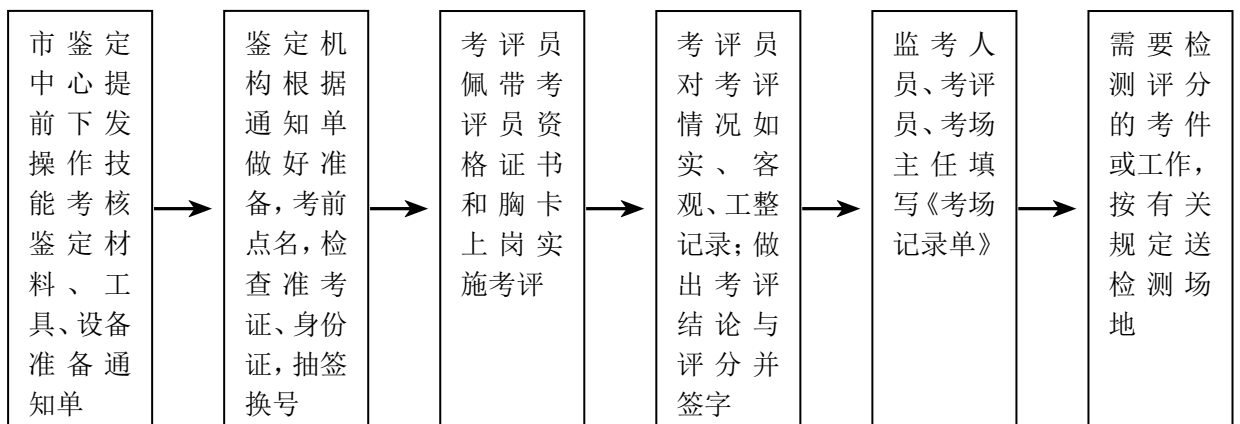 市鉴定
中心提
前下发
操作技
能考核
鉴定材
料、工
具、设备
准备通
知单
鉴定机
构根据
通知单
做好准
备，考前
点名，检
查准考
证、身份
证，抽签
换号
考评员
佩带考
评员资
格证书
和胸卡
上岗实
施考评
考评员
对考评
情况如
实、客
观、工整
记录；做
出考评
结论与
评分并
签字
监考人
员、考评
员、考场
主任填
写《考场
记录单》
需要检
测评分
的考件
或工作，
按有关
规定送
检测场
地